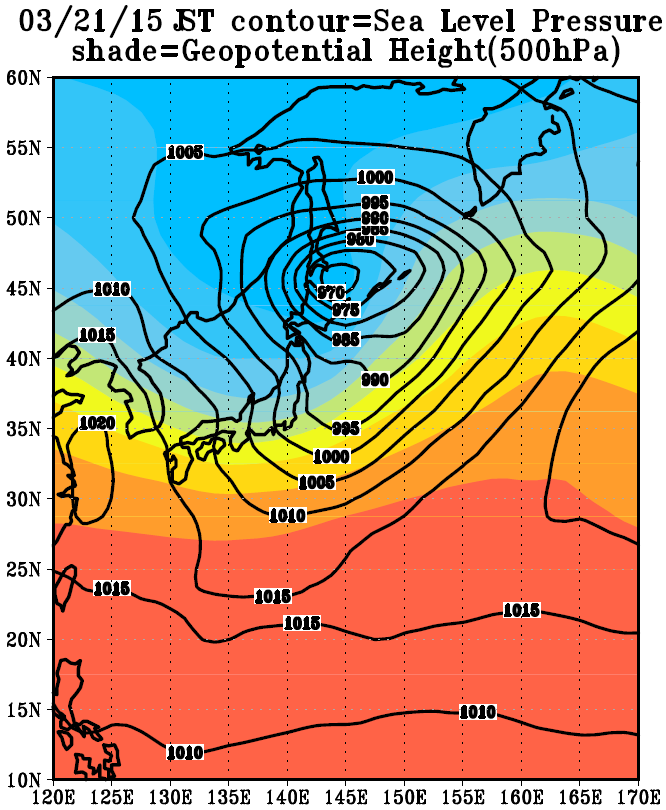 03/21/15 JST contour=Sea Level Pressure
shade=Geopotential Height(500hPa)
60N
55N
1005
1000
995
50N
990
985
980
45N
1010
970
975
1015
985
40N
990
1020
35N
995
1000
1005
30N
1010
25N
1015
1015
1015
1015
20N
15N
1010
1010
10N
120E 125E 130E 135E 140E 145E 150E 155E 160E 165E 170E